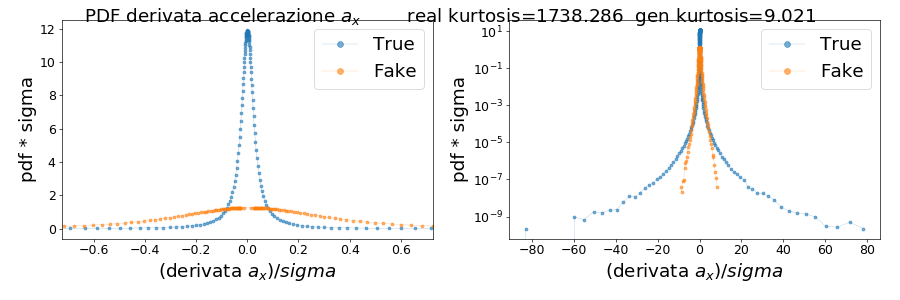 PDF derivata accelerazione a_x real kurtosis=1738.286 gen kurtosis=9.021
True
Fake
pdf * sigma
12
10
8
6
4
2
0
−0.6 −0.4 −0.2 0.0 0.2 0.4 0.6
(derivata a_x)/sigma
True
Fake
pdf * sigma
10^1
10^−1
10^−3
10^−5
10^−7
10^−9
−80 −60 −40 −20 0 20 40 60 80
(derivata a_x)/sigma